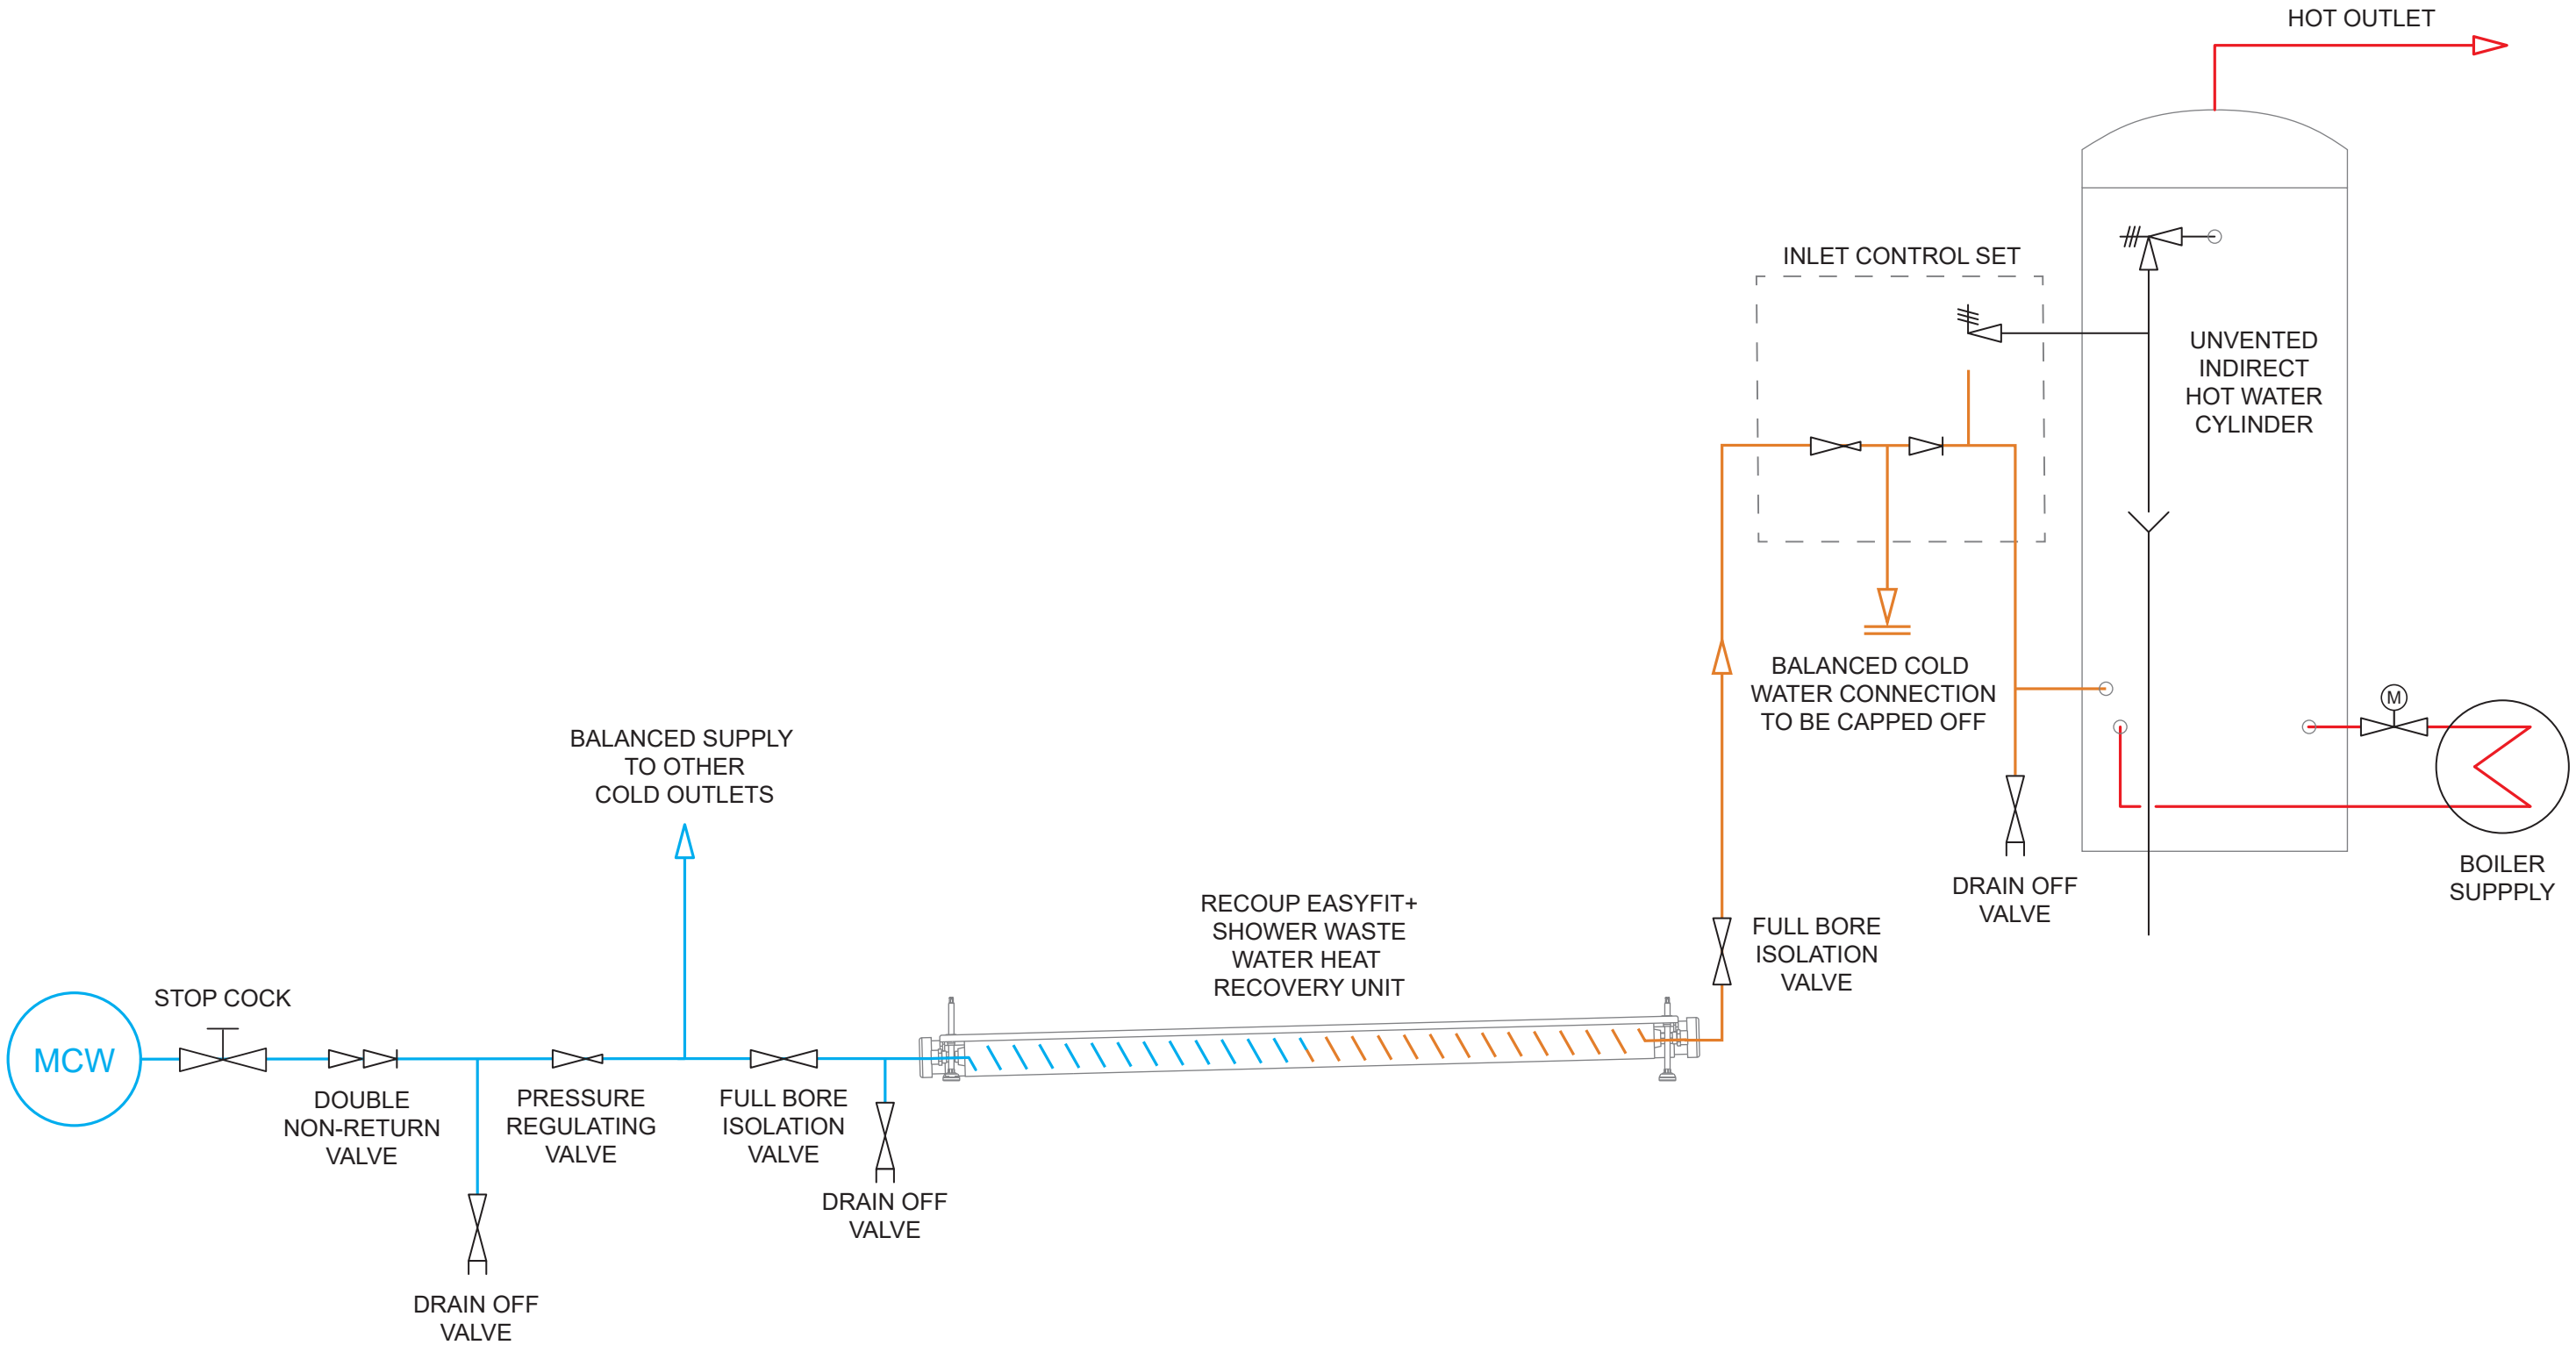 HOT OUTLET
INLET CONTROL SET
UNVENTED
INDIRECT
HOT WATER
CYLINDER
BALANCED COLD
WATER CONNECTION
TO BE CAPPED OFF
M
BALANCED SUPPLY
TO OTHER
COLD OUTLETS
BOILER
SUPPPLY
DRAIN OFF
VALVE
RECOUP EASYFIT+
SHOWER WASTE
WATER HEAT
RECOVERY UNIT
FULL BORE
ISOLATION
VALVE
STOP COCK
MCW
DOUBLE
NON-RETURN
VALVE
PRESSURE
REGULATING
VALVE
FULL BORE
ISOLATION
VALVE
DRAIN OFF
VALVE
DRAIN OFF
VALVE